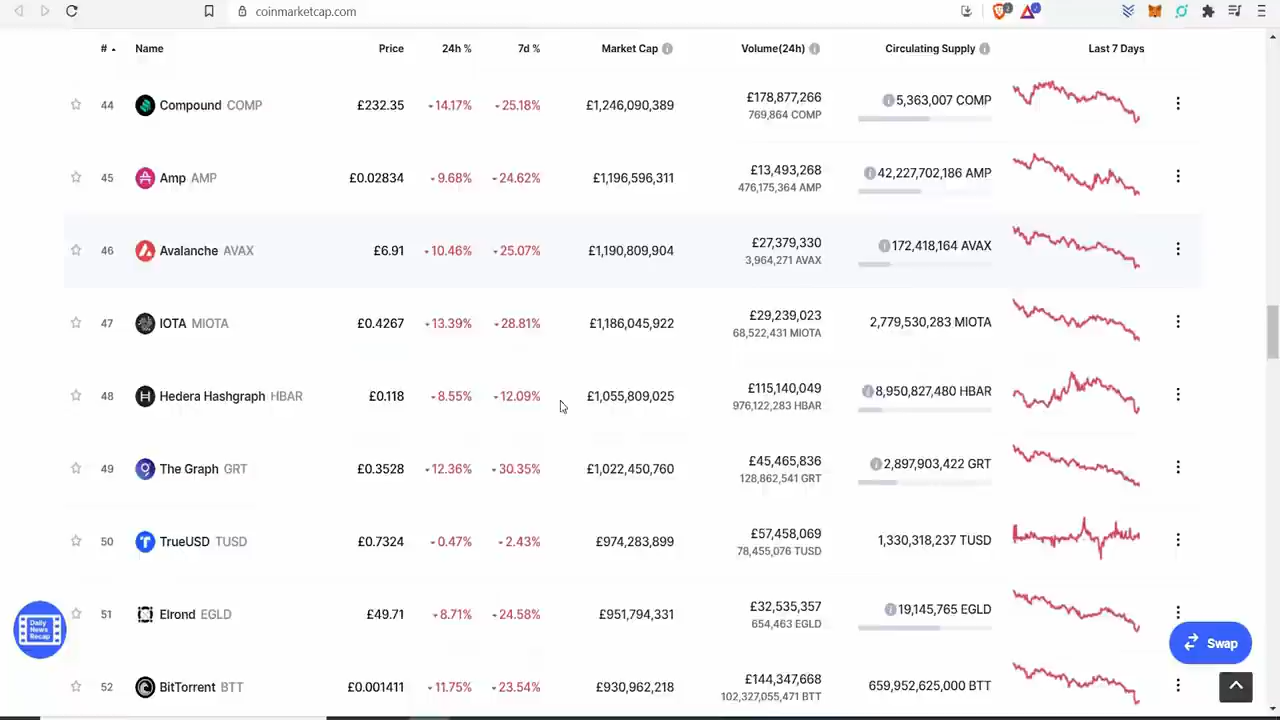 coinmarketcap.com
# Name Price 24h % 7d % Market Cap Volume(24h) Circulating Supply Last 7 Days
44 Compound COMP £232.35 14.17% 25.18% £1,246,090,389 £178,877,266 5,363,007 COMP
769,864 COMP
45 Amp AMP £0.02834 9.68% 24.62% £1,196,596,311 £13,493,268 42,227,702,186 AMP
476,175,364 AMP
46 Avalanche AVAX £6.91 10.46% 25.07% £1,190,809,904 £27,379,330 172,418,164 AVAX
3,964,271 AVAX
47 IOTA MIOTA £0.4267 13.39% 28.81% £1,186,045,922 £29,239,023 2,779,530,283 MIOTA
68,522,431 MIOTA
48 Hedera Hashgraph HBAR £0.118 8.55% 12.09% £1,055,809,025 £115,140,049 8,950,827,480 HBAR
976,122,283 HBAR
49 The Graph GRT £0.3528 12.36% 30.35% £1,022,450,760 £45,465,836 2,897,903,422 GRT
128,862,541 GRT
50 TrueUSD TUSD £0.7324 0.47% 2.43% £974,283,899 £57,458,069 1,330,318,237 TUSD
78,455,076 TUSD
51 Elrond EGLD £49.71 8.71% 24.58% £951,794,331 £32,535,357 19,145,765 EGLD
654,463 EGLD
Daily
News
Recap
Swap
52 BitTorrent BTT £0.001411 11.75% 23.54% £930,962,218 £144,347,668 659,952,625,000 BTT
102,327,055,471 BTT